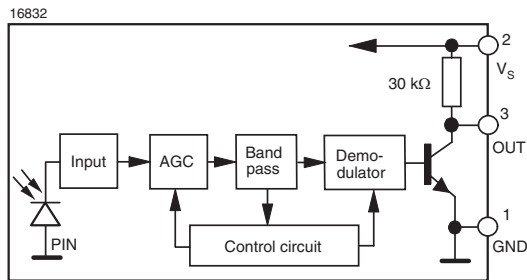 16832
2
V_S
30 kΩ
3
OUT
Input
AGC
Band
pass
Demo-
dulator
1
GND
PIN
Control circuit